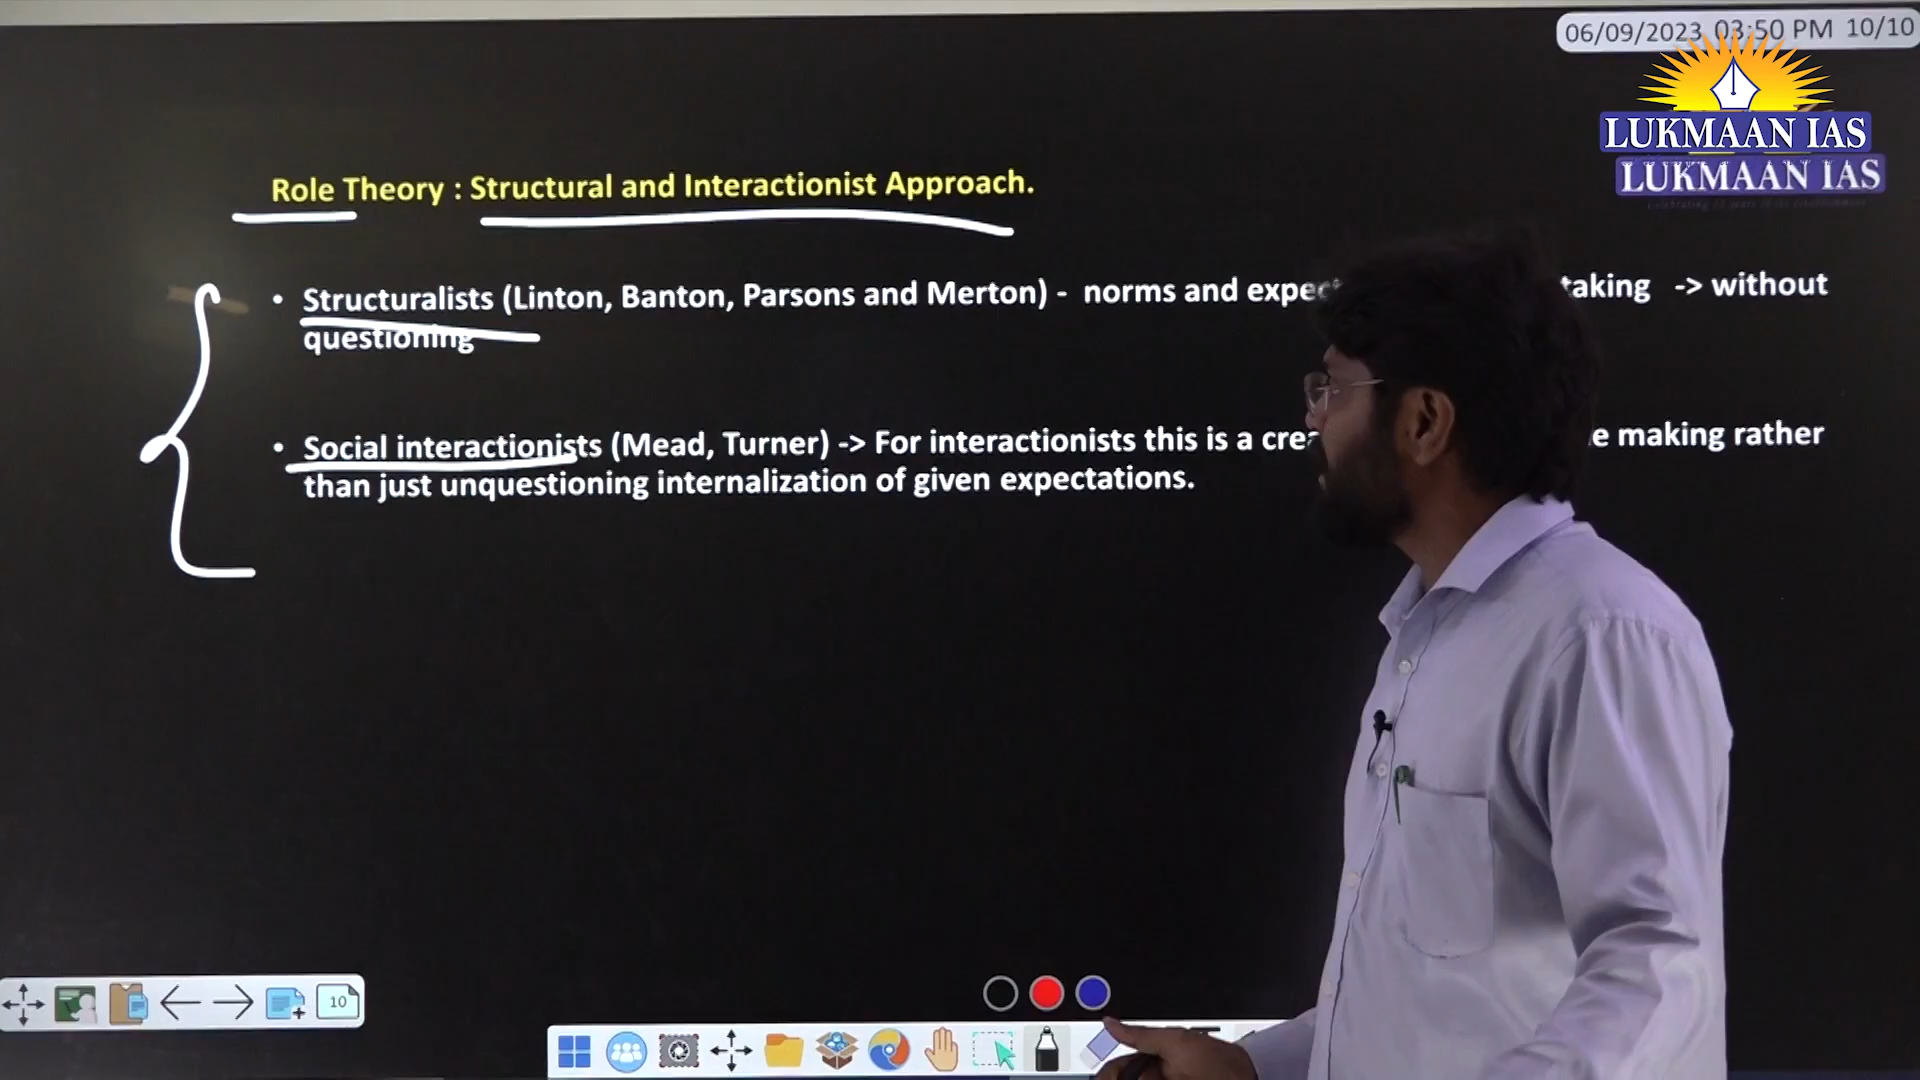 06/09/2023 03:50 PM 10/10
LUKMAAN IAS
LUKMAAN IAS
Role Theory : Structural and Interactionist Approach.
• Structuralists (Linton, Banton, Parsons and Merton) - norms and taking -> without
questioning
• Social interactionists (Mead, Turner) -> For interactionists this is a making rather
than just unquestioning internalization of given expectations.
10